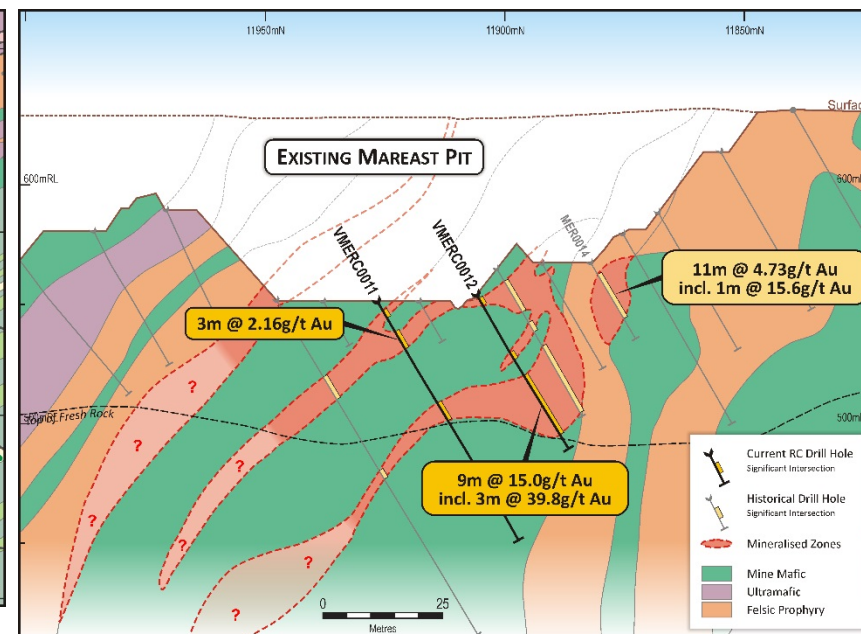 11950mN
11900mN
11850mN
Surfac
EXISTING MAREAST PIT
600mRL
600m
VMERC0011
VMERC0012
MER0014
11m @ 4.73g/t Au
incl. 1m @ 15.6g/t Au
3m @ 2.16g/t Au
?
?
?
?
?
?
?
Top of Fresh Rock
500m
9m @ 15.0g/t Au
incl. 3m @ 39.8g/t Au
0
25
Metres
Current RC Drill Hole
Significant Intersection
Historical Drill Hole
Significant Intersection
Mineralised Zones
Mine Mafic
Ultramafic
Felsic Prophyry